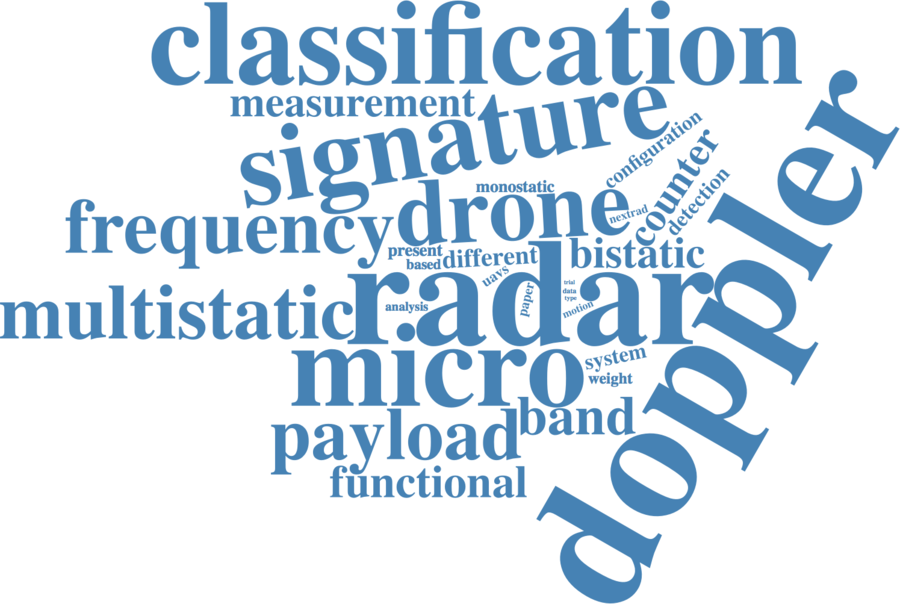 classification
measurement
signature
configuration
counter
detection
monostatic
drone
nextrad
frequency
present
different
bistatic
based
uavs
doppler
radar
trial
data
type
paper
motion
analysis
multistatic
micro
system
weight
band
payload
functional